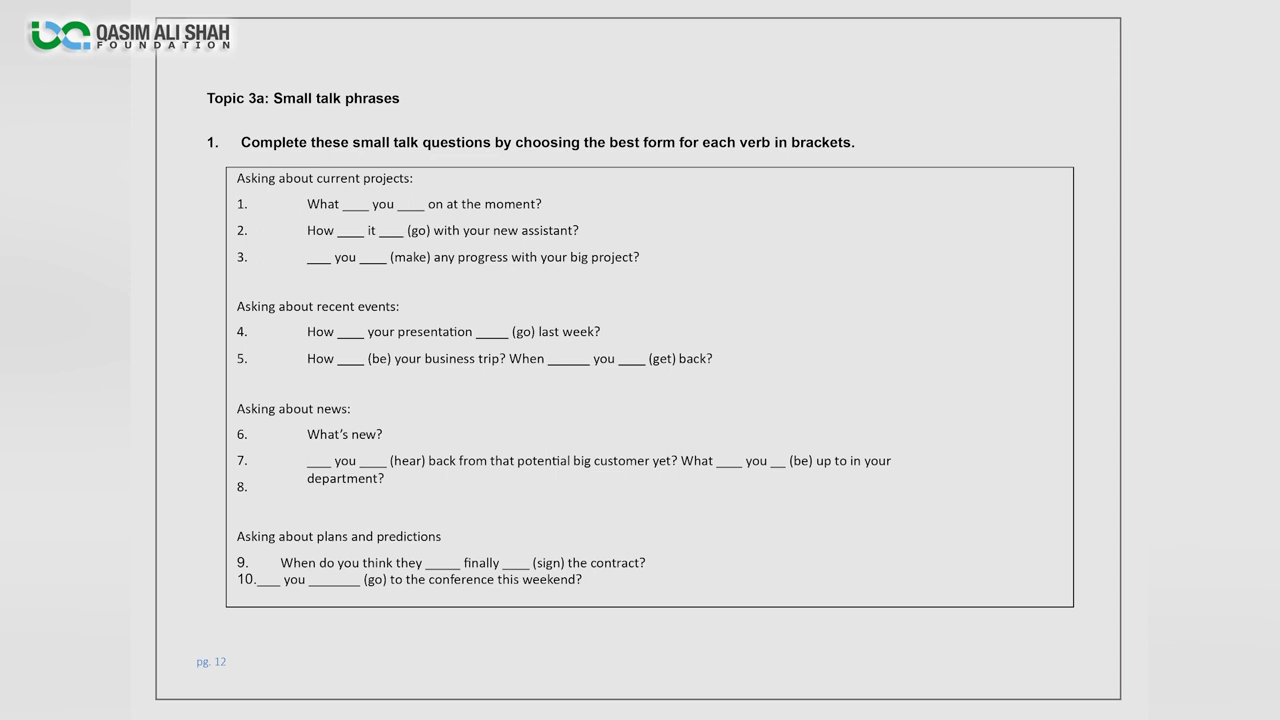 QASIM ALI SHAH
FOUNDATION
Topic 3a: Small talk phrases
1. Complete these small talk questions by choosing the best form for each verb in brackets.
Asking about current projects:
1. What ____ you ____ on at the moment?
2. How ____ it ____ (go) with your new assistant?
3. ____ you ____ (make) any progress with your big project?
Asking about recent events:
4. How ____ your presentation _____ (go) last week?
5. How ____ (be) your business trip? When ______ you ____ (get) back?
Asking about news:
6. What’s new?
7. ____ you ____ (hear) back from that potential big customer yet? What ____ you __ (be) up to in your
department?
8.
Asking about plans and predictions
9. When do you think they _____ finally ____ (sign) the contract?
10.___ you ________ (go) to the conference this weekend?
pg. 12